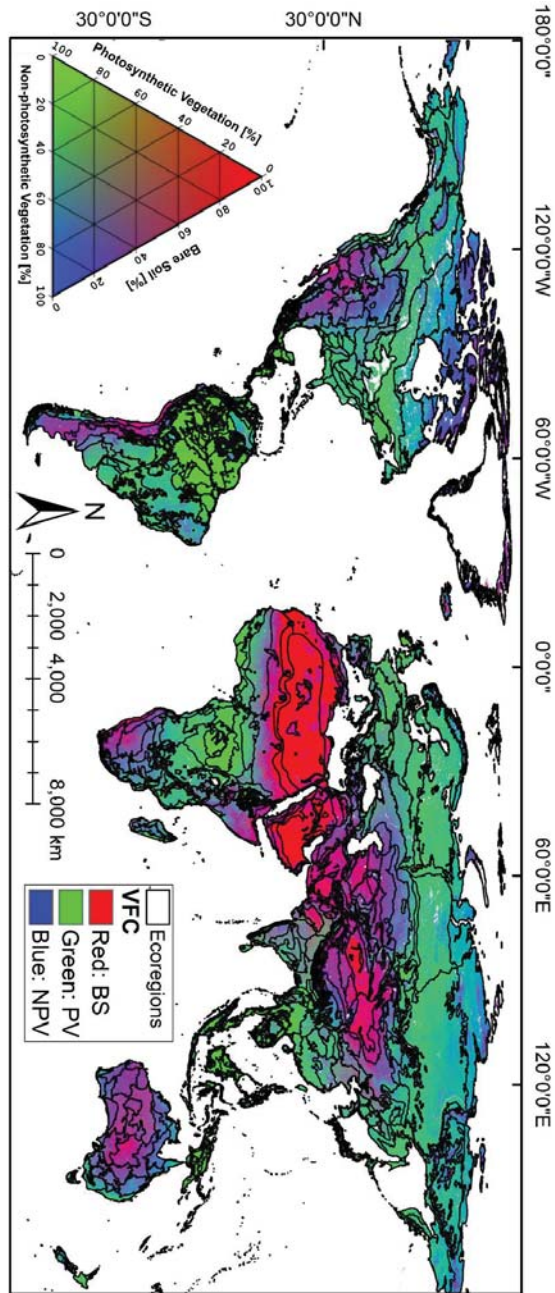 180°0'0"
120°0'0"W
60°0'0"W
0°0'0"
60°0'0"E
120°0'0"E
30°0'0"N
30°0'0"S
Photosynthetic Vegetation [%]
100
80
60
40
20
0
Bare Soil [%]
100
80
60
40
20
0
Non-photosynthetic Vegetation [%]
0
20
40
60
80
100
N
0 2,000 4,000 8,000 km
Ecoregions
VFC
Red: BS
Green: PV
Blue: NPV